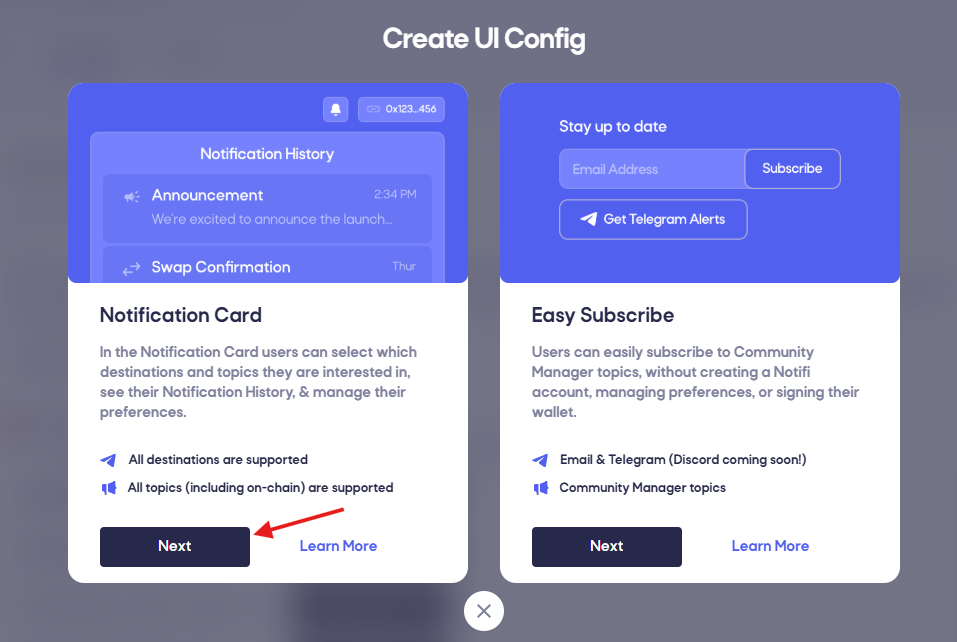 Create UI Config
0x123...456
Notification History
Announcement
2:34 PM
We're excited to announce the launch...
Swap Confirmation
Thur
Notification Card
In the Notification Card users can select which
destinations and topics they are interested in,
see their Notification History, & manage their
preferences.
All destinations are supported
All topics (including on-chain) are supported
Next
Learn More
Stay up to date
Email Address
Subscribe
Get Telegram Alerts
Easy Subscribe
Users can easily subscribe to Community
Manager topics, without creating a Notifi
account, managing preferences, or signing their
wallet.
Email & Telegram (Discord coming soon!)
Community Manager topics
Next
Learn More